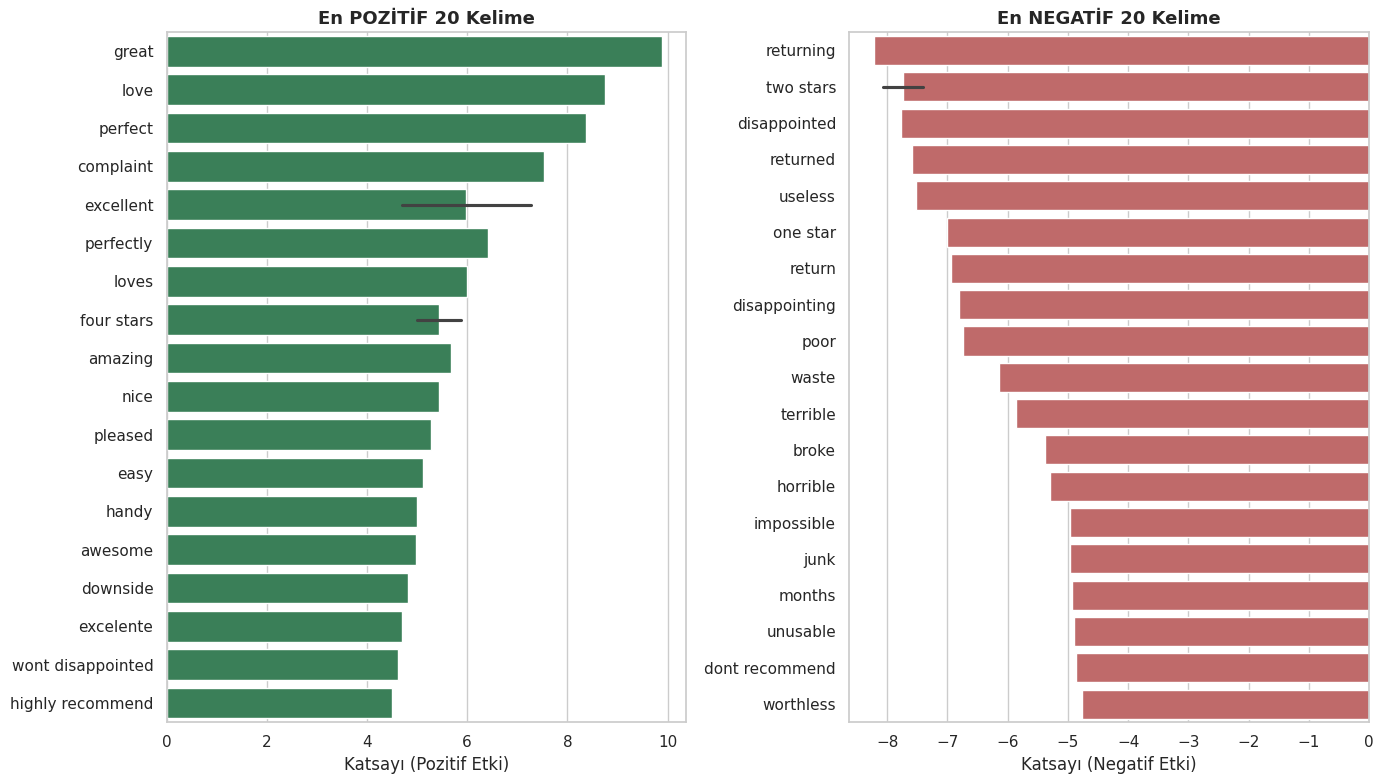 En POZİTİF 20 Kelime
great
love
perfect
complaint
excellent
perfectly
loves
four stars
amazing
nice
pleased
easy
handy
awesome
downside
excelente
wont disappointed
highly recommend
0 2 4 6 8 10
Katsayı (Pozitif Etki)
En NEGATİF 20 Kelime
returning
two stars
disappointed
returned
useless
one star
return
disappointing
poor
waste
terrible
broke
horrible
impossible
junk
months
unusable
dont recommend
worthless
−8 −7 −6 −5 −4 −3 −2 −1 0
Katsayı (Negatif Etki)